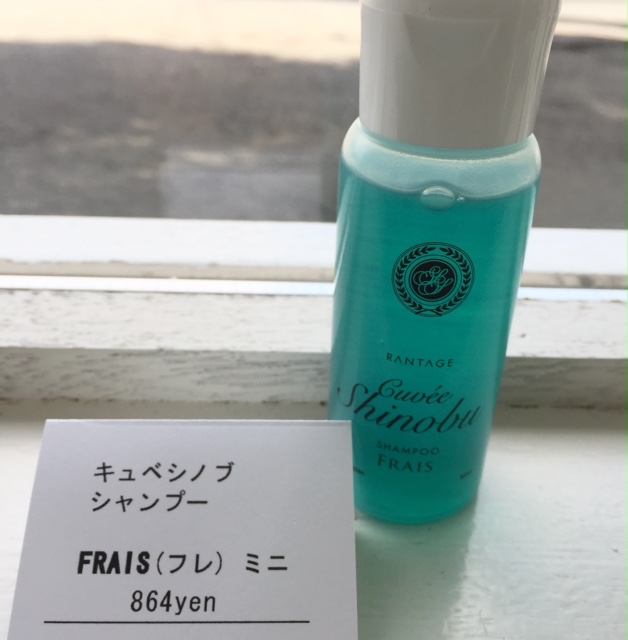 RANTAGE
Cuvée
Shinobu
SHAMPOO
FRAIS
キュベシノブ
シャンプー
FRAIS(フレ) ミニ
864yen